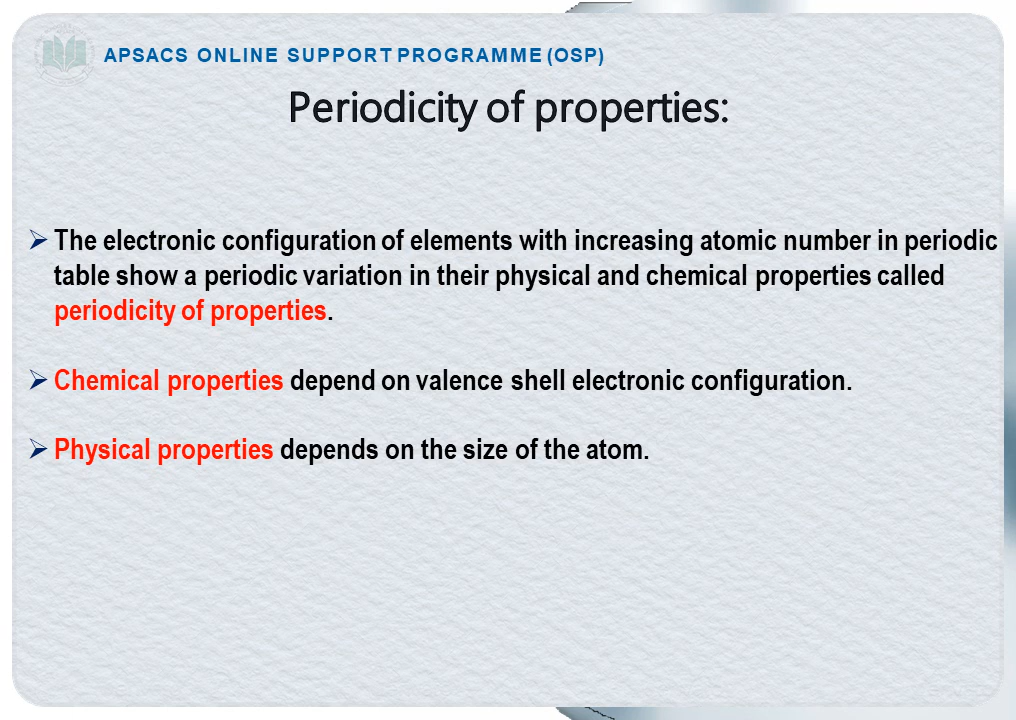 APSACS ONLINE SUPPORT PROGRAMME (OSP)
Periodicity of properties:
➢ The electronic configuration of elements with increasing atomic number in periodic
table show a periodic variation in their physical and chemical properties called
periodicity of properties.
➢ Chemical properties depend on valence shell electronic configuration.
➢ Physical properties depends on the size of the atom.